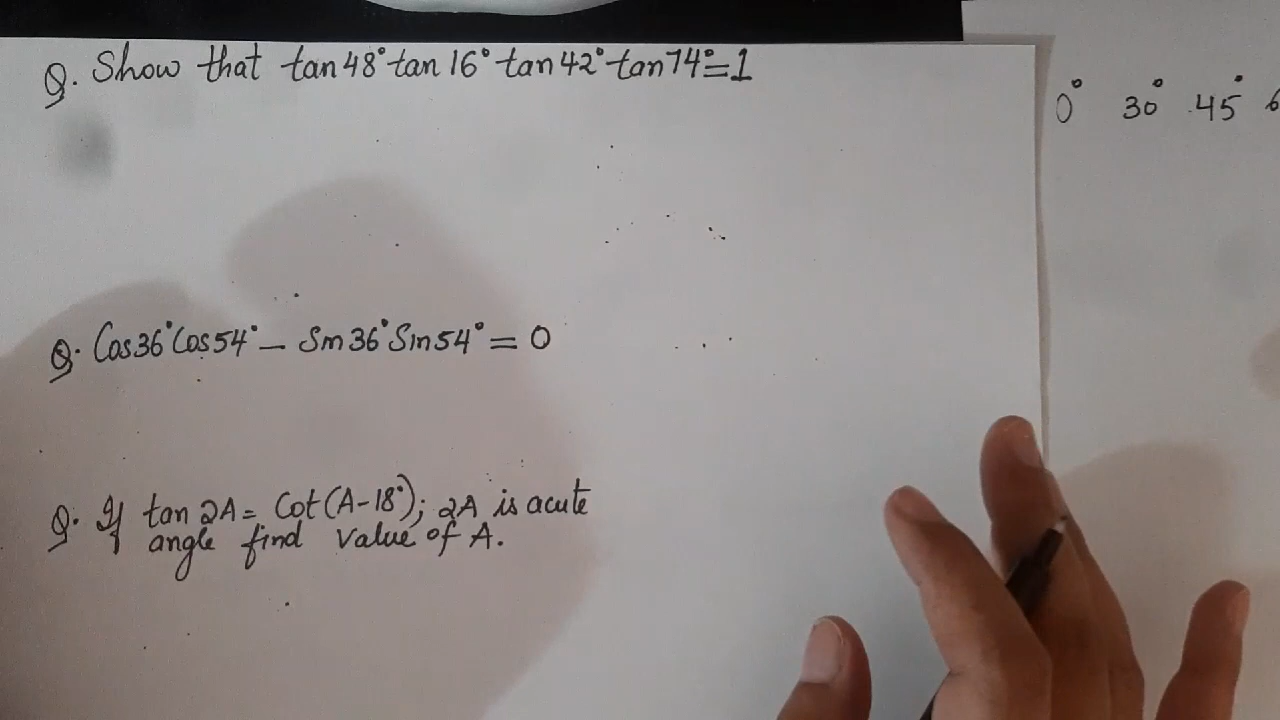 Q. Show that tan 48° tan 16° tan 42° tan 74° = 1
0° 30° 45° 6
Q. Cos 36° Cos 54° - Sin 36° Sin 54° = 0
Q. If tan 2A = Cot (A - 18°); 2A is acute
angle find value of A.